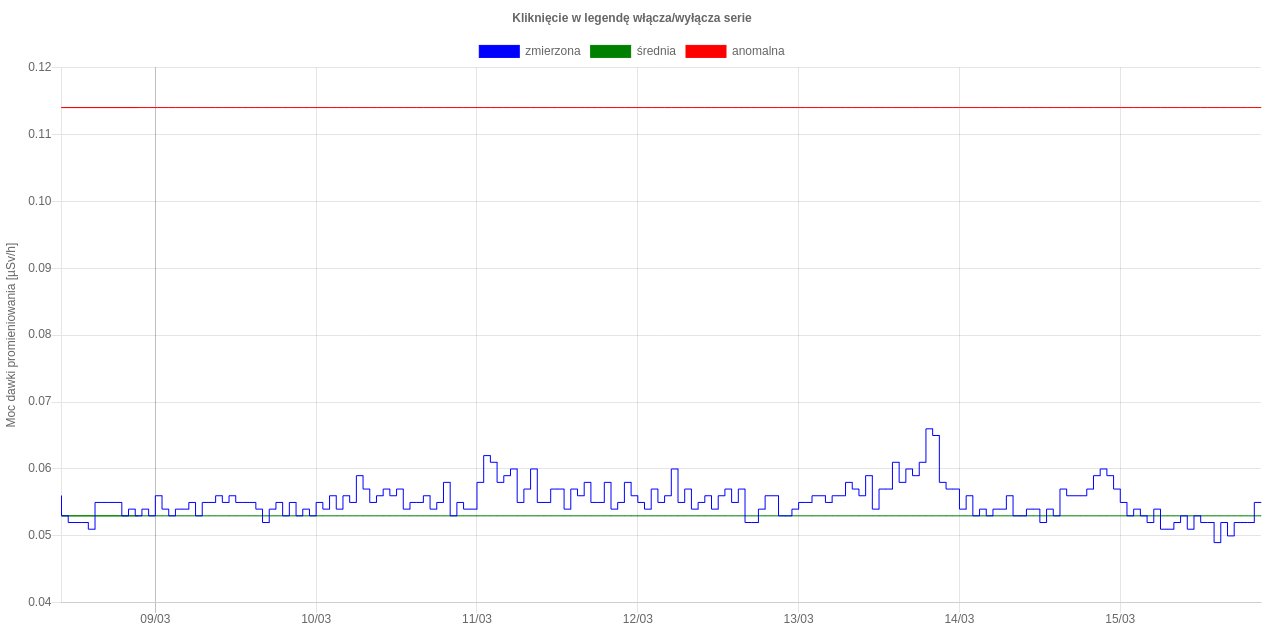 Kliknięcie w legendę włącza/wyłącza serie
zmierzona średnia anomalna
Moc dawki promieniowania [µSv/h]
0.12
0.11
0.10
0.09
0.08
0.07
0.06
0.05
0.04
09/03 10/03 11/03 12/03 13/03 14/03 15/03